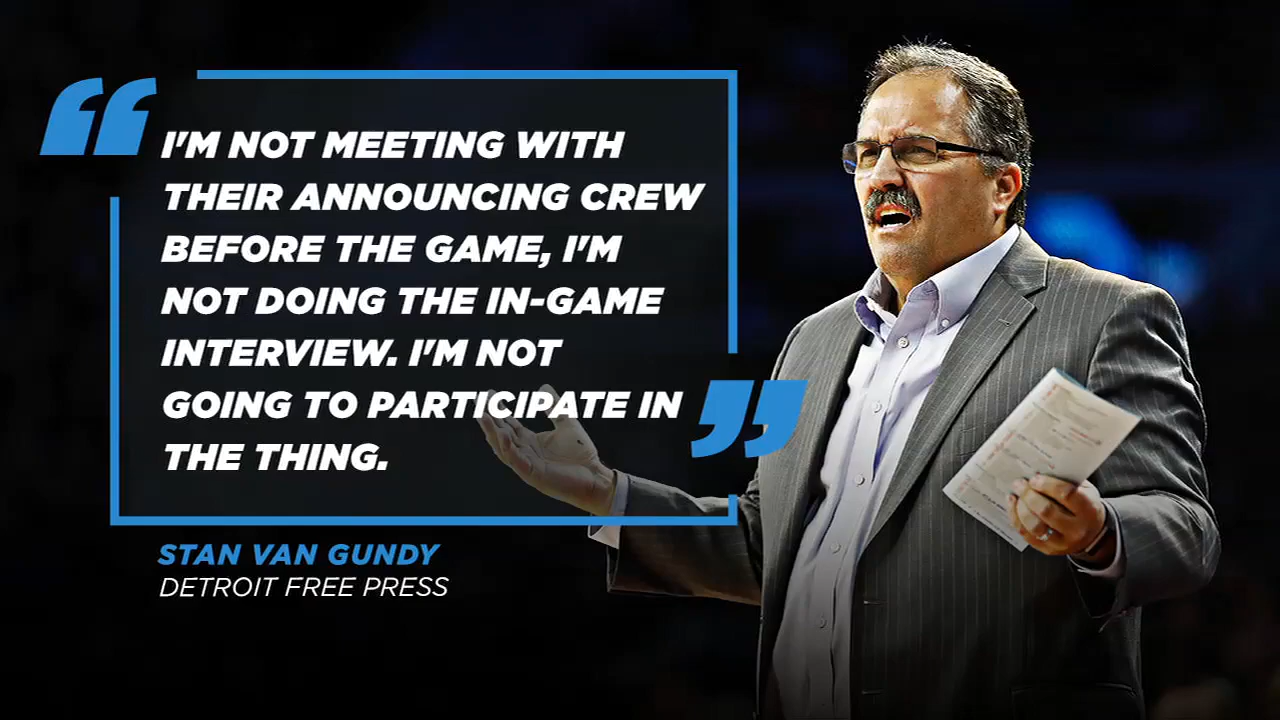 “
I'M NOT MEETING WITH
THEIR ANNOUNCING CREW
BEFORE THE GAME, I'M
NOT DOING THE IN-GAME
INTERVIEW. I'M NOT
GOING TO PARTICIPATE IN
THE THING.
”
STAN VAN GUNDY
DETROIT FREE PRESS